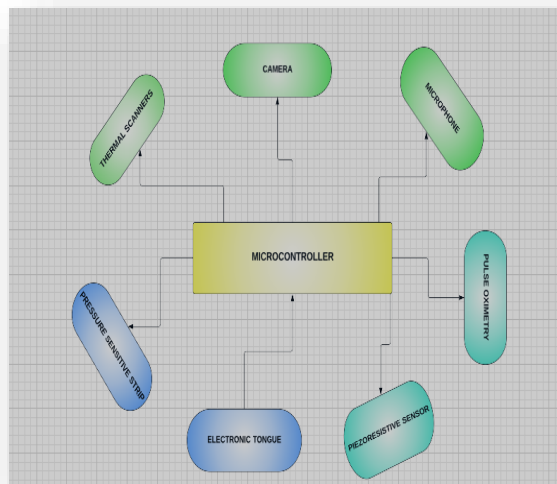 CAMERA
THERMAL SCANNERS
MICROPHONE
MICROCONTROLLER
PULSE OXIMETRY
PRESSURE SENSITIVE STRIP
ELECTRONIC TONGUE
PIEZORESISTIVE SENSOR